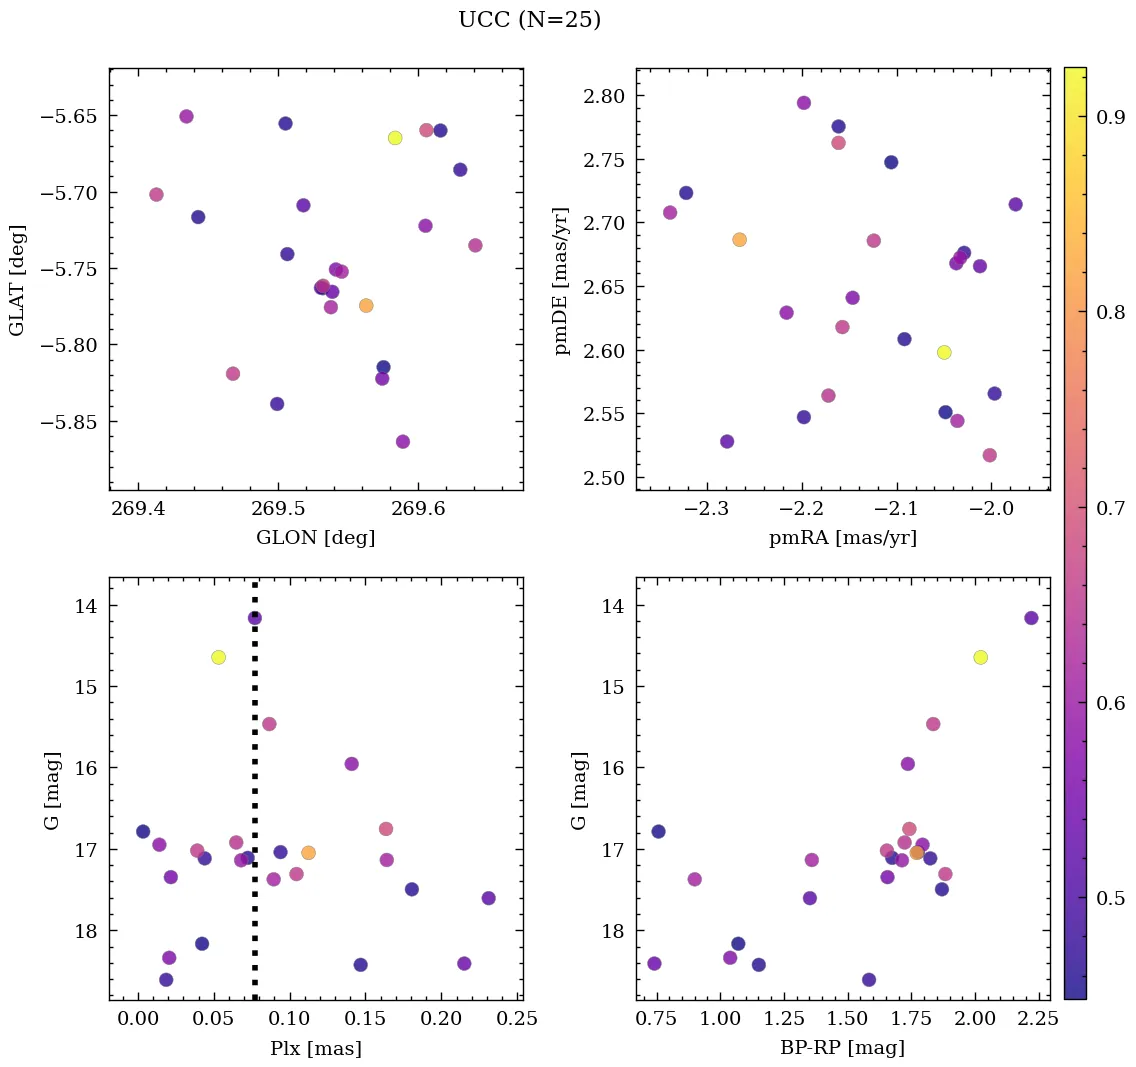 UCC (N=25)
−5.65
−5.70
−5.75
−5.80
−5.85
GLAT [deg]
269.4 269.5 269.6
GLON [deg]
2.80
2.75
2.70
2.65
2.60
2.55
2.50
pmDE [mas/yr]
−2.3 −2.2 −2.1 −2.0
pmRA [mas/yr]
14
15
16
17
18
G [mag]
0.00 0.05 0.10 0.15 0.20 0.25
Plx [mas]
14
15
16
17
18
G [mag]
0.75 1.00 1.25 1.50 1.75 2.00 2.25
BP-RP [mag]
0.9
0.8
0.7
0.6
0.5